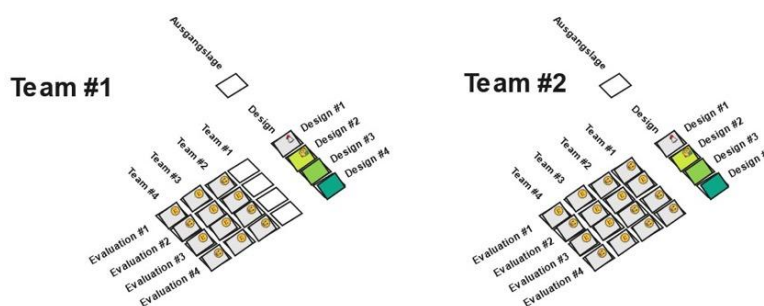 Ausgangslage
Team #1
Design
Design #1
Design #2
Design #3
Design #4
Team #1
Team #2
Team #3
Team #4
Evaluation #1
Evaluation #2
Evaluation #3
Evaluation #4
Ausgangslage
Team #2
Design
Design #1
Design #2
Design #3
Design #
Team #1
Team #2
Team #3
Team #4
Evaluation #1
Evaluation #2
Evaluation #3
Evaluation #4